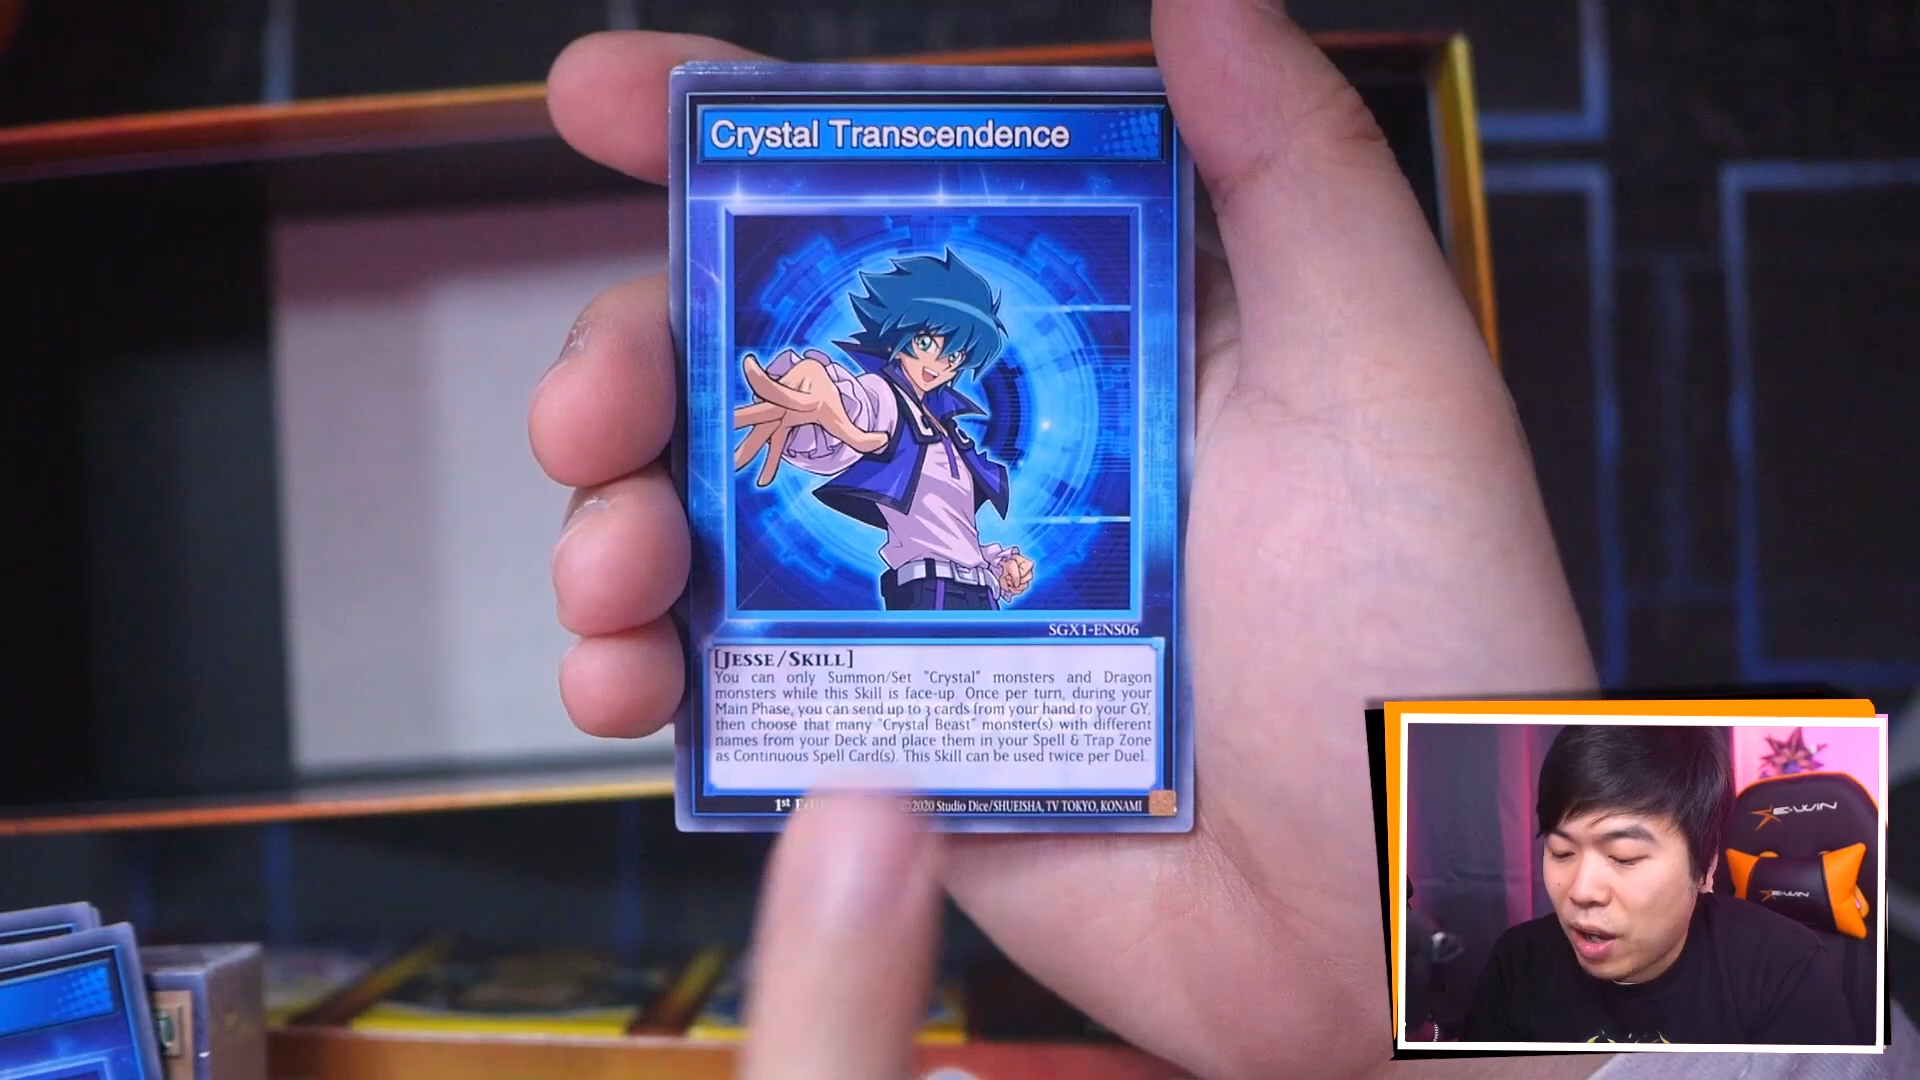 Crystal Transcendence
SGX1-ENS06
[JESSE/SKILL]
You can only Summon/Set "Crystal" monsters and Dragon
monsters while this Skill is face-up. Once per turn, during your
Main Phase, you can send up to 3 cards from your hand to your GY,
then choose that many "Crystal Beast" monster(s) with different
names from your Deck and place them in your Spell & Trap Zone
as Continuous Spell Card(s). This Skill can be used twice per Duel.
1st
©2020 Studio Dice/SHUEISHA, TV TOKYO, KONAMI
E-WIN
E-WIN